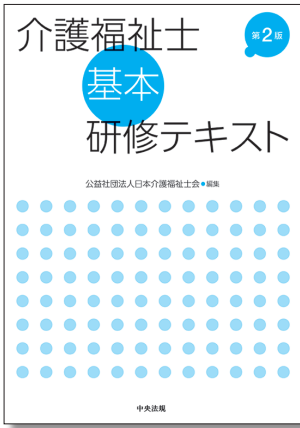 介護福祉士
第2版
基本
研修テキスト
公益社団法人日本介護福祉士会●編集
中央法規